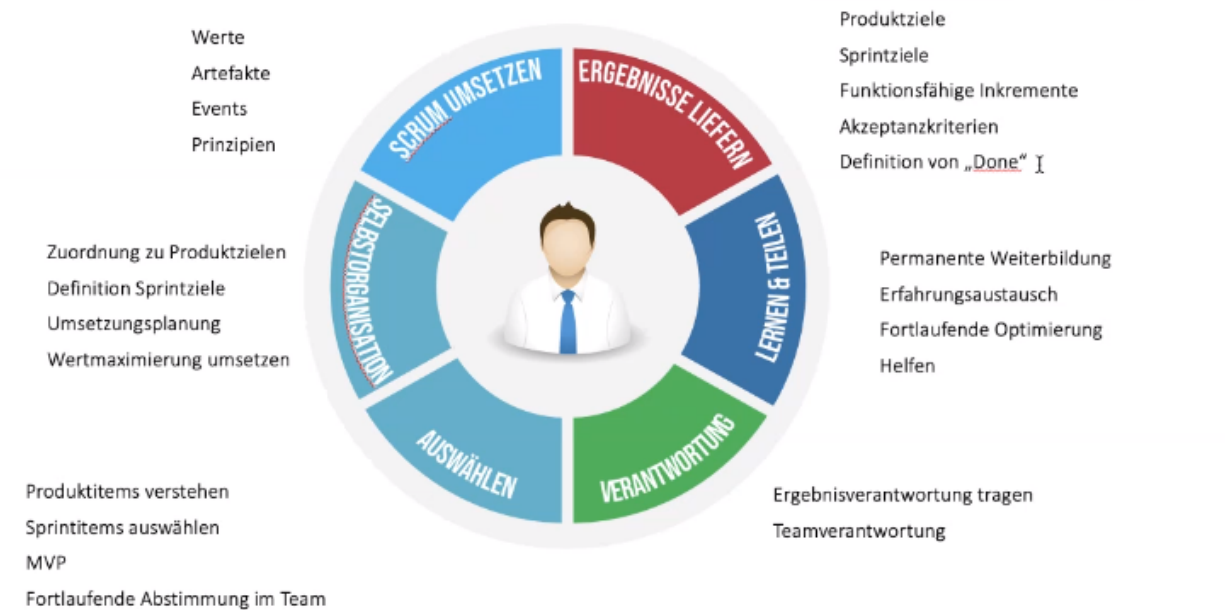 Werte
Artefakte
Events
Prinzipien
SCRUM UMSETZEN
ERGEBNISSE LIEFERN
Produktziele
Sprintziele
Funktionsfähige Inkremente
Akzeptanzkriterien
Definition von „Done“
Zuordnung zu Produktzielen
Definition Sprintziele
Umsetzungsplanung
Wertmaximierung umsetzen
SELBSTORGANISATION
LERNEN & TEILEN
Permanente Weiterbildung
Erfahrungsaustausch
Fortlaufende Optimierung
Helfen
AUSWÄHLEN
VERANTWORTUNG
Produktitems verstehen
Sprintitems auswählen
MVP
Fortlaufende Abstimmung im Team
Ergebnisverantwortung tragen
Teamverantwortung